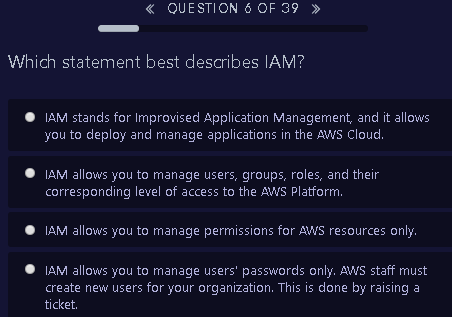 « QUESTION 6 OF 39 »
Which statement best describes IAM?
IAM stands for Improvised Application Management, and it allows
you to deploy and manage applications in the AWS Cloud.
IAM allows you to manage users, groups, roles, and their
corresponding level of access to the AWS Platform.
IAM allows you to manage permissions for AWS resources only.
IAM allows you to manage users' passwords only. AWS staff must
create new users for your organization. This is done by raising a
ticket.